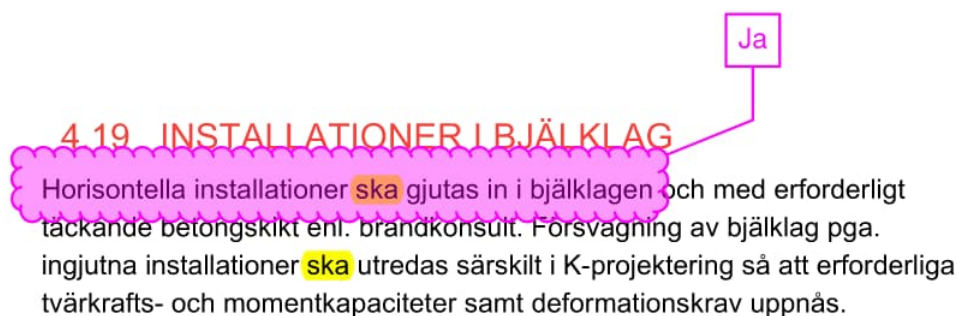 Ja
4.19 INSTALLATIONER I BJÄLKLAG
Horisontella installationer ska gjutas in i bjälklagen och med erforderligt
täckande betongskikt enl. brandkonsult. Försvagning av bjälklag pga.
ingjutna installationer ska utredas särskilt i K-projektering så att erforderliga
tvärkrafts- och momentkapaciteter samt deformationskrav uppnås.